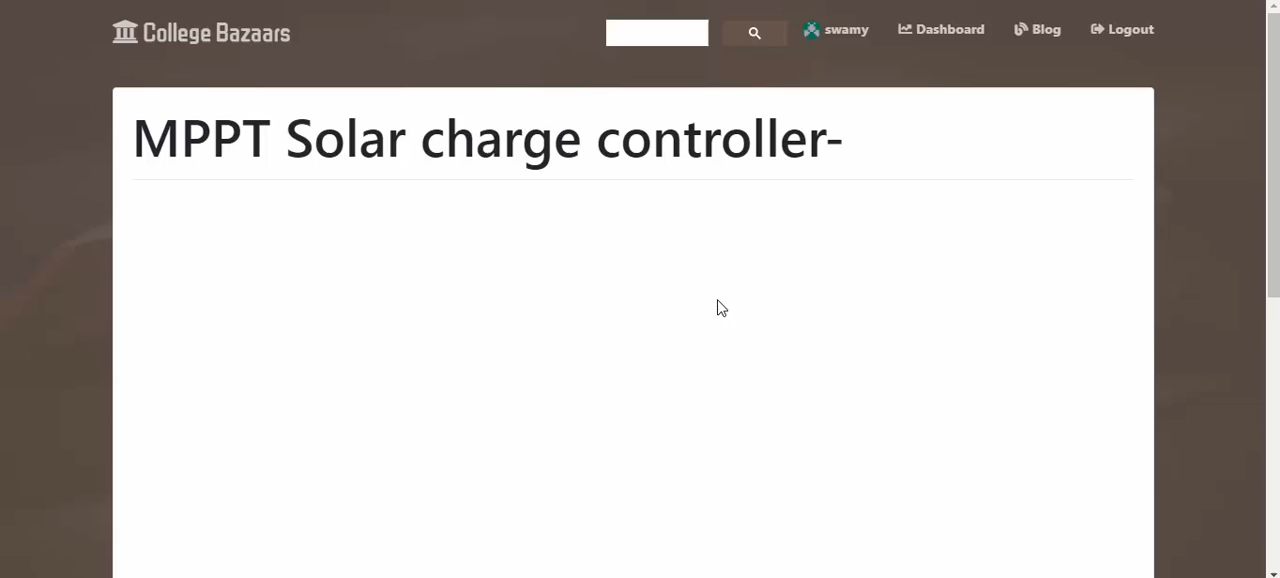 College Bazaars
swamy
Dashboard
Blog
Logout
MPPT Solar charge controller-